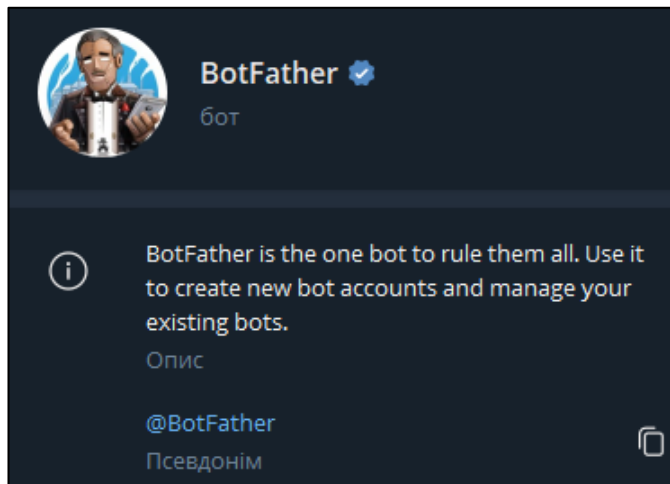 BotFather
бот
BotFather is the one bot to rule them all. Use it
to create new bot accounts and manage your
existing bots.
Опис
@BotFather
Псевдонім